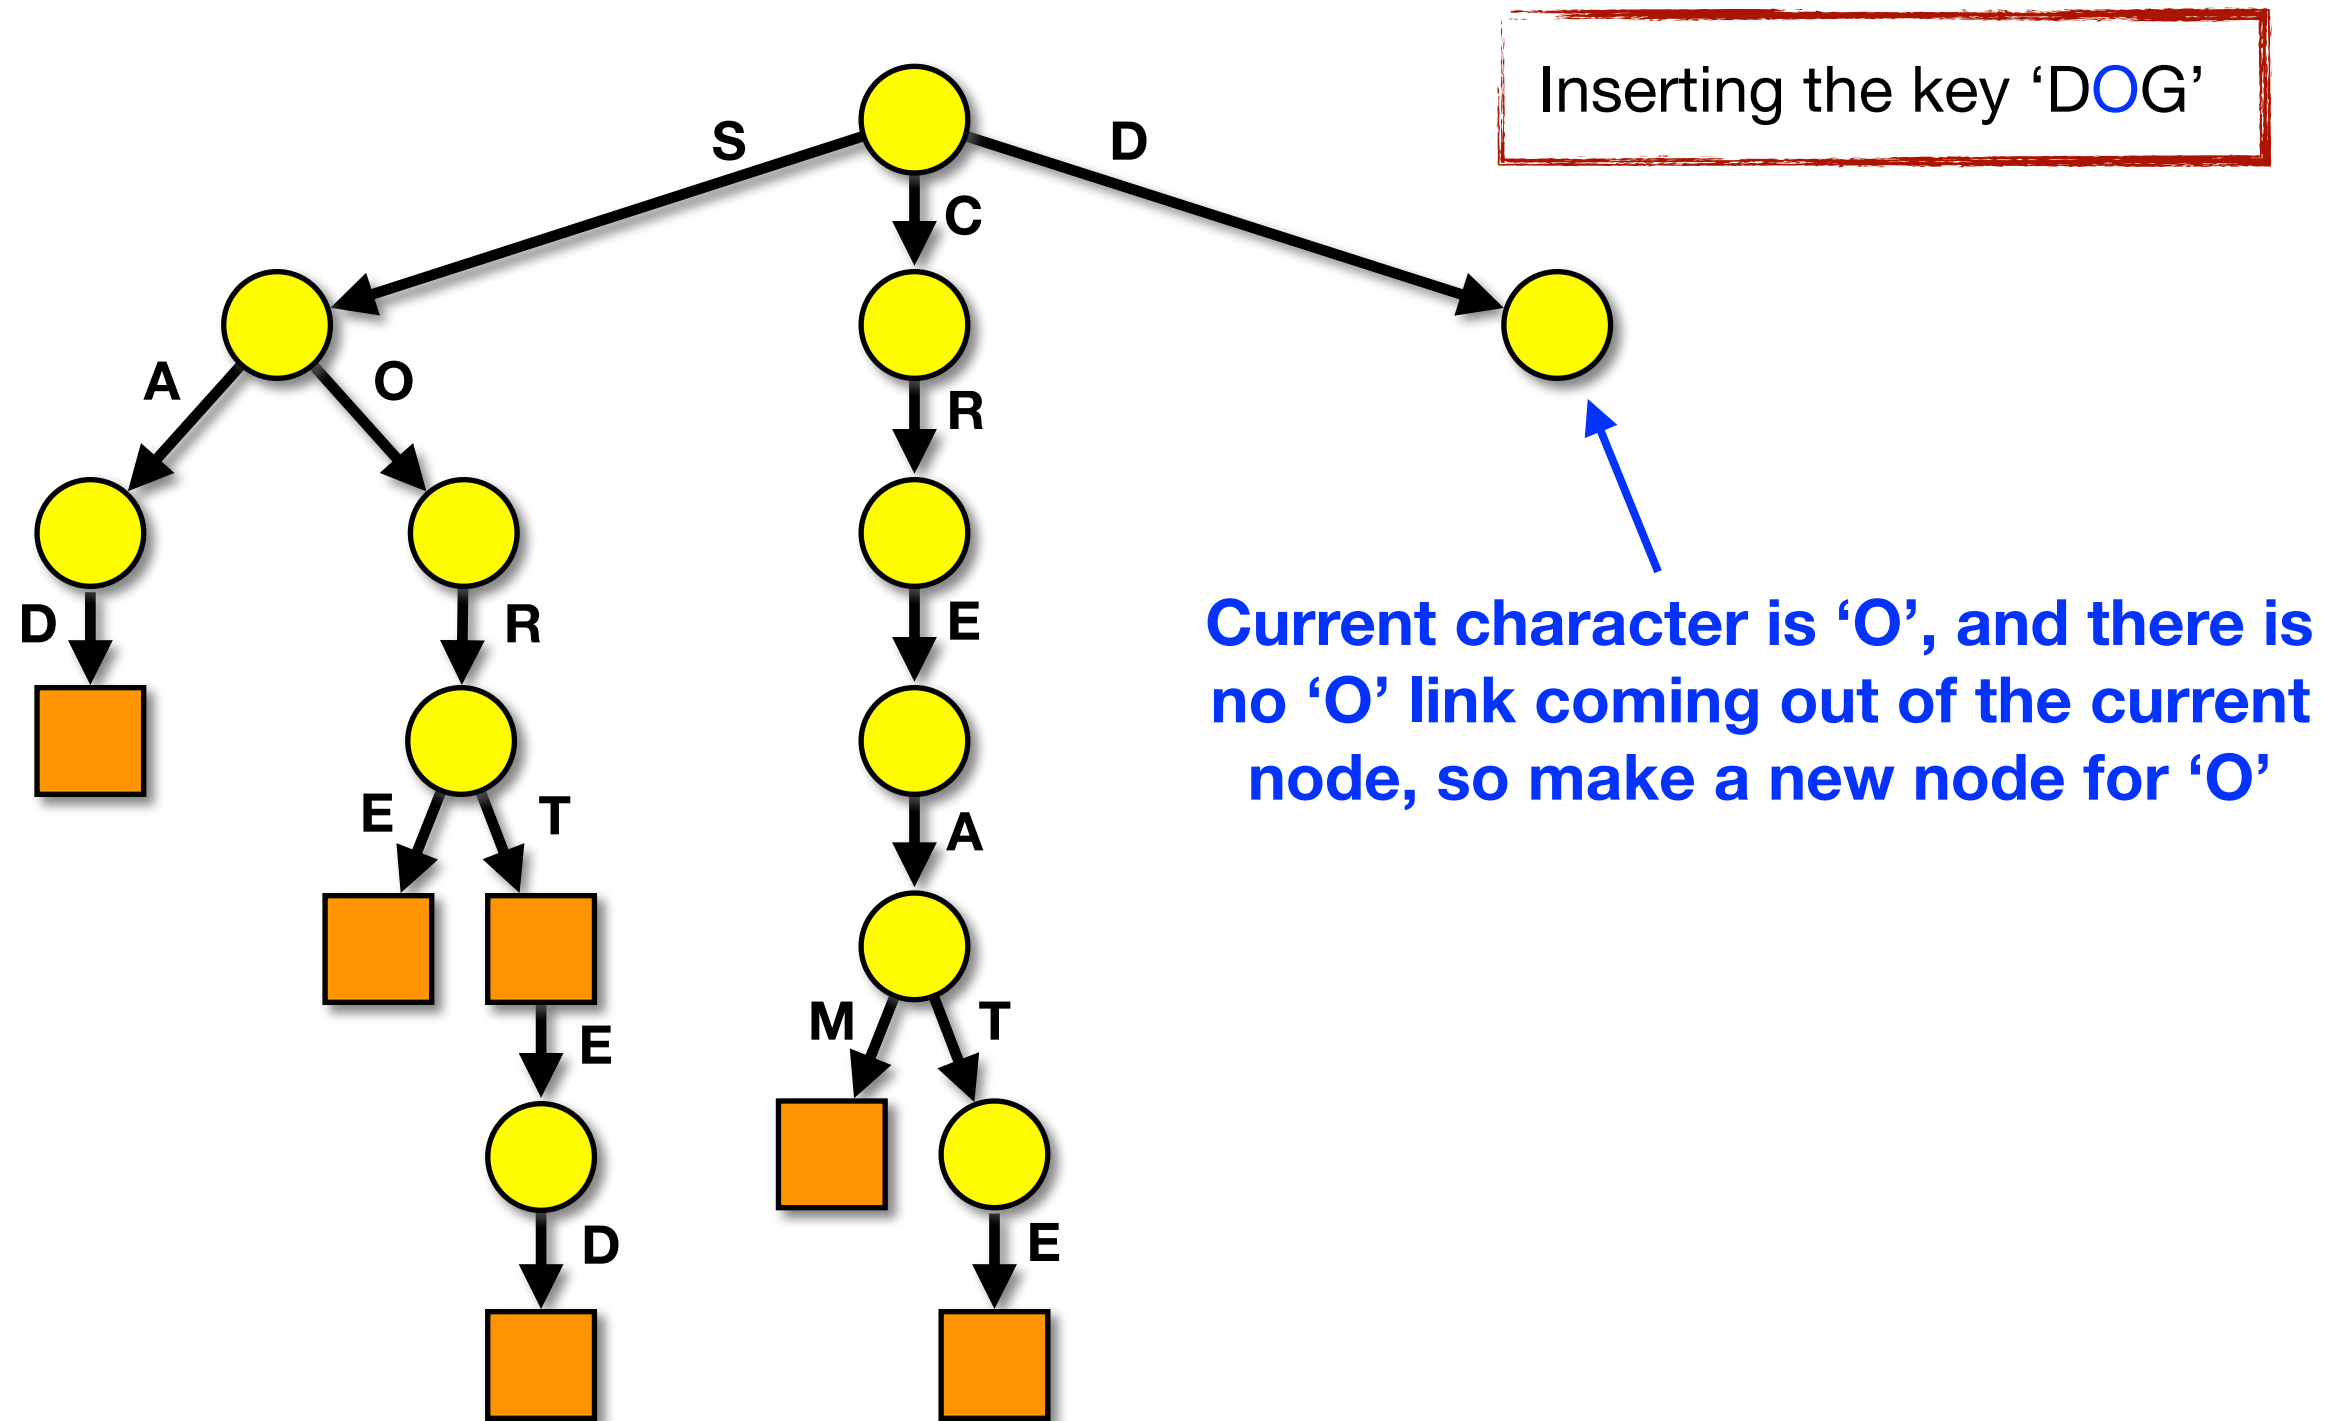 Inserting the key ‘DOG’
S
D
C
A
O
R
D
R
E
E
T
A
E
M
T
D
E
Current character is ‘O’, and there is
no ‘O’ link coming out of the current
node, so make a new node for ‘O’